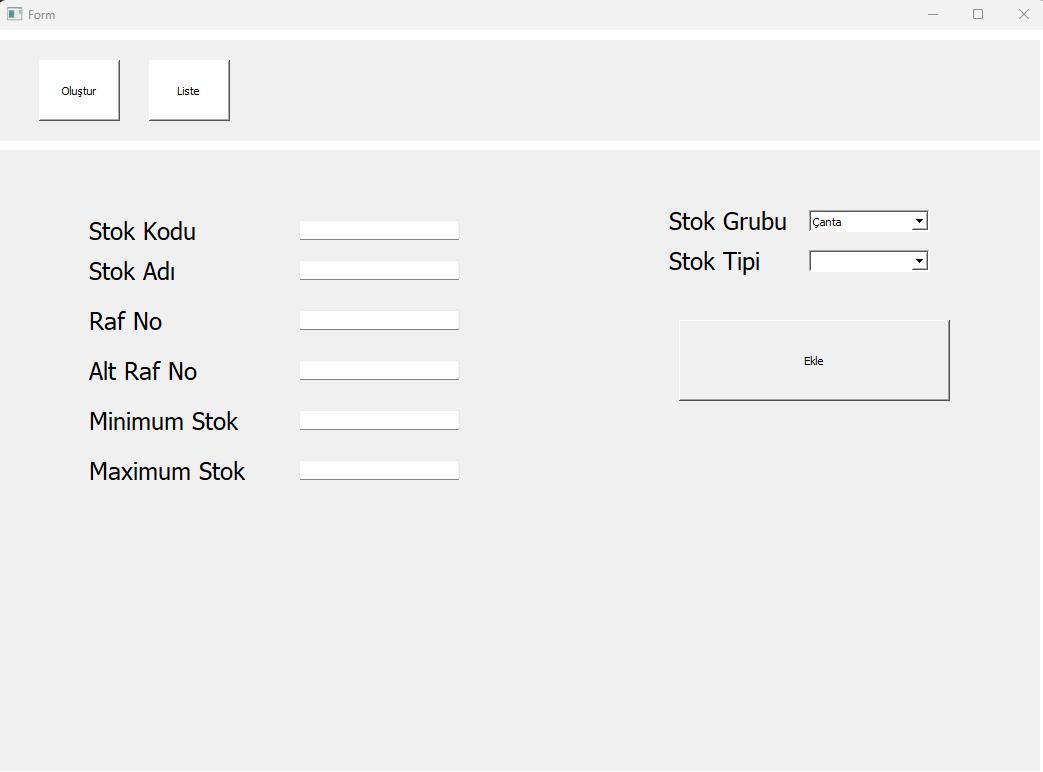 Form
Oluştur
Liste
Stok Kodu
Stok Adı
Raf No
Alt Raf No
Minimum Stok
Maximum Stok
Stok Grubu
Çanta
Stok Tipi
Ekle